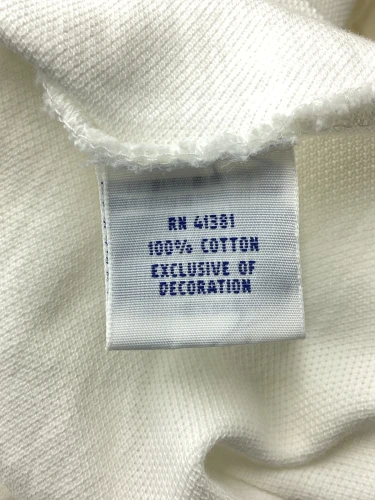 RN 41381
100% COTTON
EXCLUSIVE OF
DECORATION